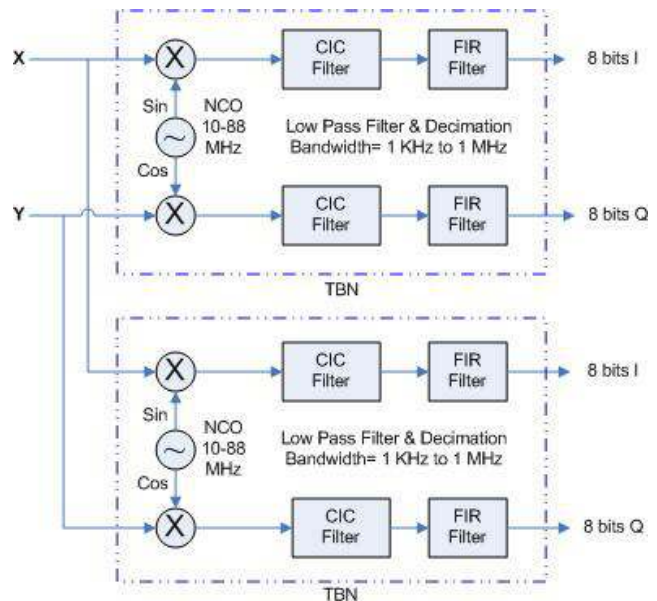 X
X
CIC
Filter
FIR
Filter
8 bits I
Sin
NCO
10-88
MHz
Low Pass Filter & Decimation
Bandwidth= 1 KHz to 1 MHz
Cos
Y
X
CIC
Filter
FIR
Filter
8 bits Q
TBN
X
CIC
Filter
FIR
Filter
8 bits I
Sin
NCO
10-88
MHz
Low Pass Filter & Decimation
Bandwidth= 1 KHz to 1 MHz
Cos
X
CIC
Filter
FIR
Filter
8 bits Q
TBN